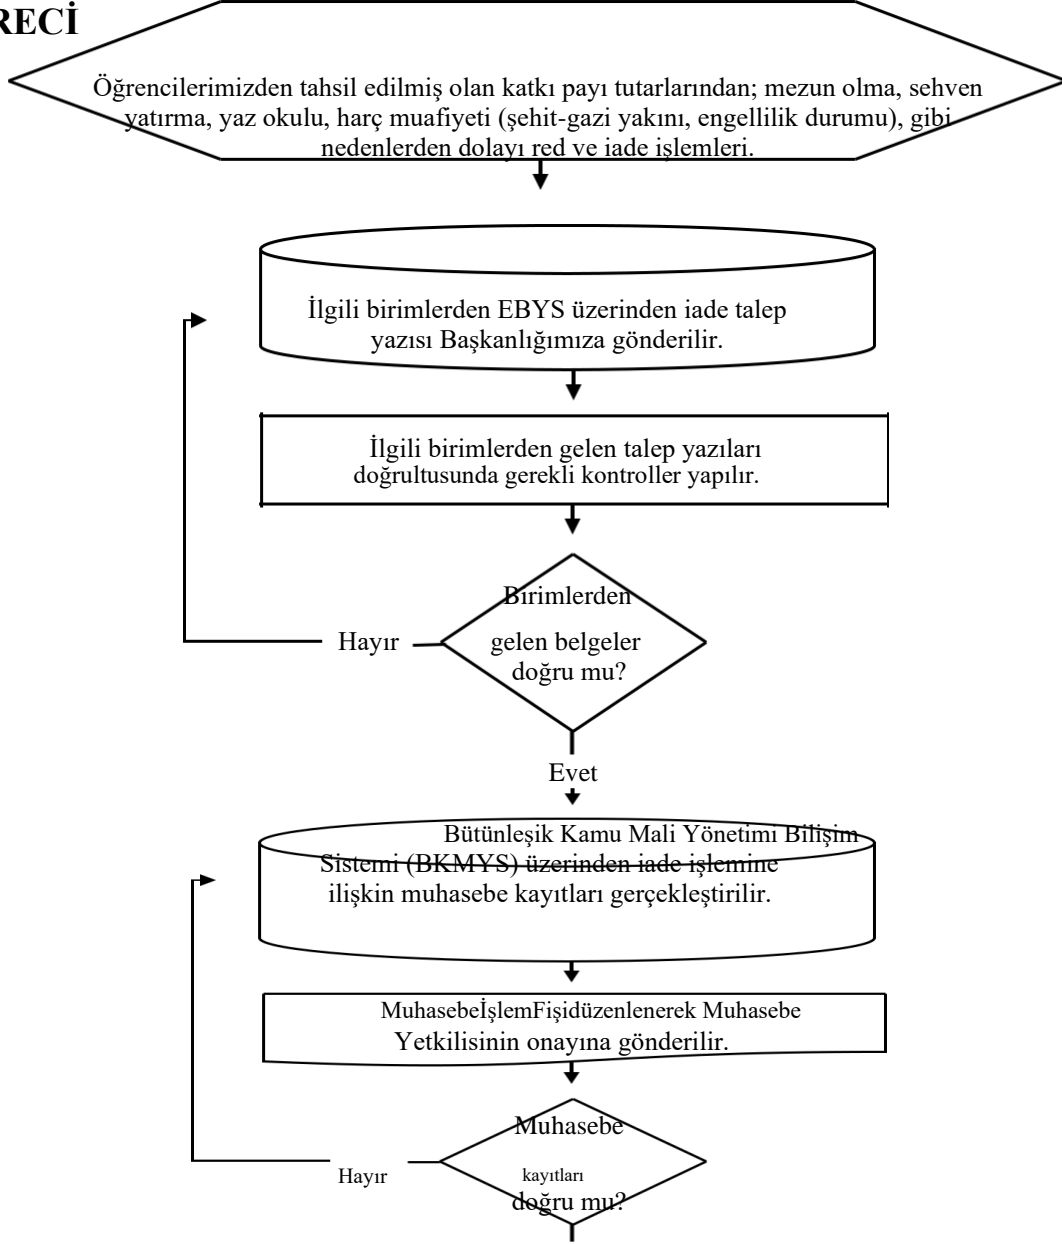 RECİ
Öğrencilerimizden tahsil edilmiş olan katkı payı tutarlarından; mezun olma, sehven
yatırma, yaz okulu, harç muafiyeti (şehit-gazi yakını, engellilik durumu), gibi
nedenlerden dolayı red ve iade işlemleri.
İlgili birimlerden EBYS üzerinden iade talep
yazısı Başkanlığımıza gönderilir.
İlgili birimlerden gelen talep yazıları
doğrultusunda gerekli kontroller yapılır.
Birimlerden
Hayır
gelen belgeler
doğru mu?
Evet
Bütünleşik Kamu Mali Yönetimi Bilişim
Sistemi (BKMYS) üzerinden iade işlemine
ilişkin muhasebe kayıtları gerçekleştirilir.
MuhasebeİşlemFişidüzenlenerek Muhasebe
Yetkilisinin onayına gönderilir.
Muhasebe
Hayır
kayıtları
doğru mu?